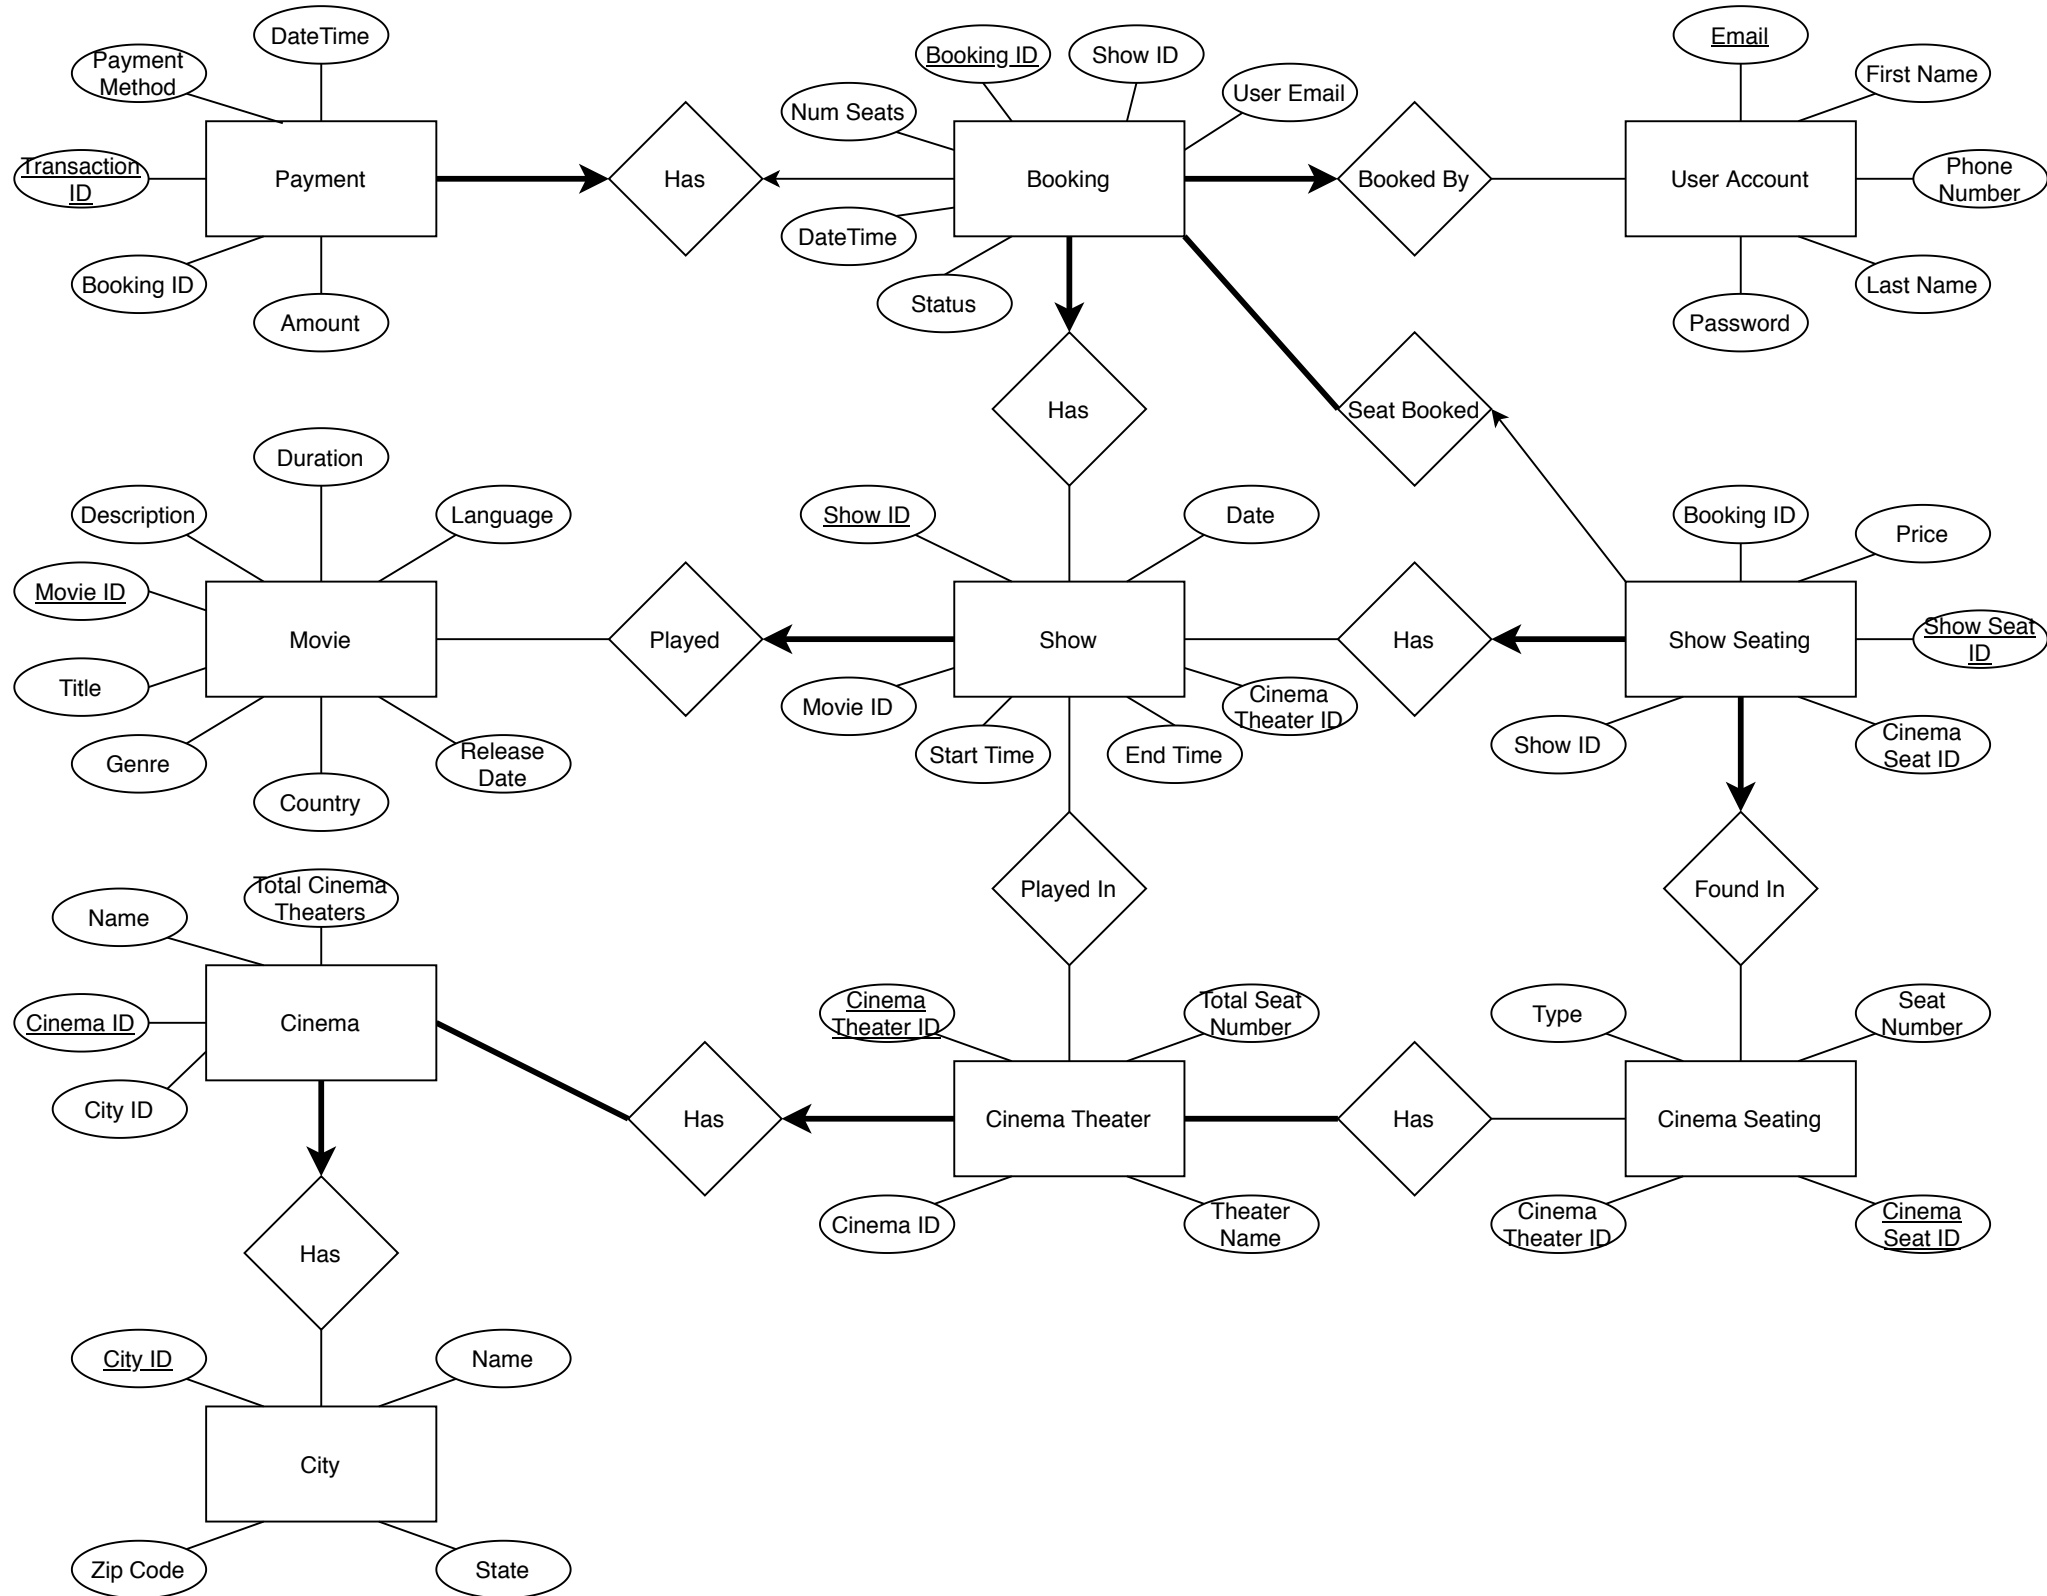 DateTime
Payment
Method
Transaction
ID
Payment
Booking ID
Amount
Has
Booking ID
Show ID
Num Seats
User Email
Booking
DateTime
Status
Booked By
Email
First Name
User Account
Phone
Number
Last Name
Password
Has
Seat Booked
Duration
Description
Language
Movie ID
Movie
Title
Genre
Country
Release
Date
Played
Show ID
Date
Show
Movie ID
Start Time
End Time
Cinema
Theater ID
Has
Booking ID
Price
Show Seating
Show Seat
ID
Show ID
Cinema
Seat ID
Played In
Found In
Total Cinema
Theaters
Name
Cinema ID
Cinema
City ID
Has
Cinema
Theater ID
Total Seat
Number
Cinema Theater
Cinema ID
Theater
Name
Has
Type
Seat
Number
Cinema Seating
Cinema
Theater ID
Cinema
Seat ID
Has
City ID
Name
City
Zip Code
State